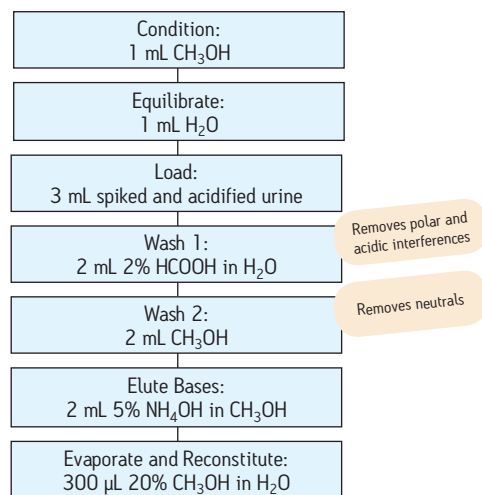 Condition:
1 mL CH₃OH
Equilibrate:
1 mL H₂O
Load:
3 mL spiked and acidified urine
Removes polar and
acidic interferences
Wash 1:
2 mL 2% HCOOH in H₂O
Removes neutrals
Wash 2:
2 mL CH₃OH
Elute Bases:
2 mL 5% NH₄OH in CH₃OH
Evaporate and Reconstitute:
300 µL 20% CH₃OH in H₂O